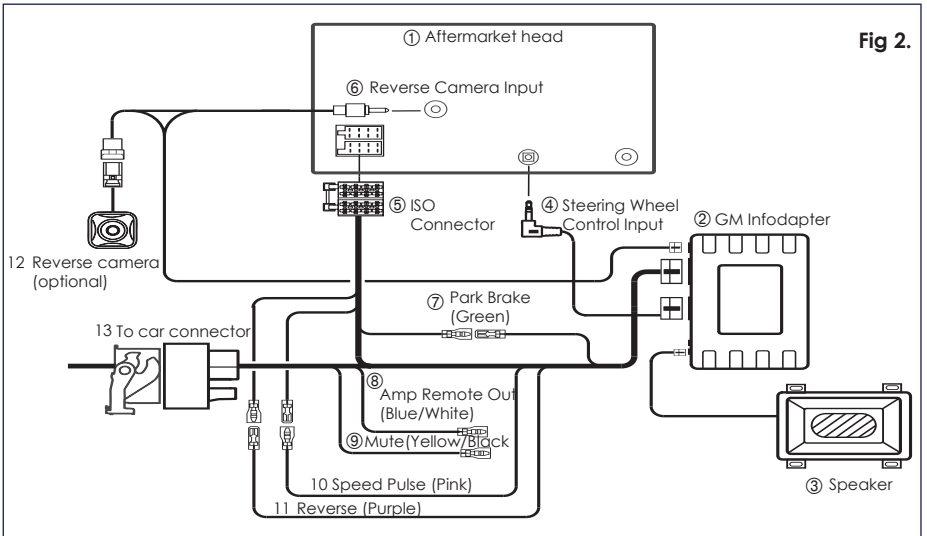 Fig 2.
① Aftermarket head
⑥ Reverse Camera Input
⑤ ISO
Connector
④ Steering Wheel
Control Input
② GM Infodapter
12 Reverse camera
(optional)
⑦ Park Brake
(Green)
13 To car connector
⑧
Amp Remote Out
(Blue/White)
⑨ Mute(Yellow/Black
10 Speed Pulse (Pink)
11 Reverse (Purple)
③ Speaker